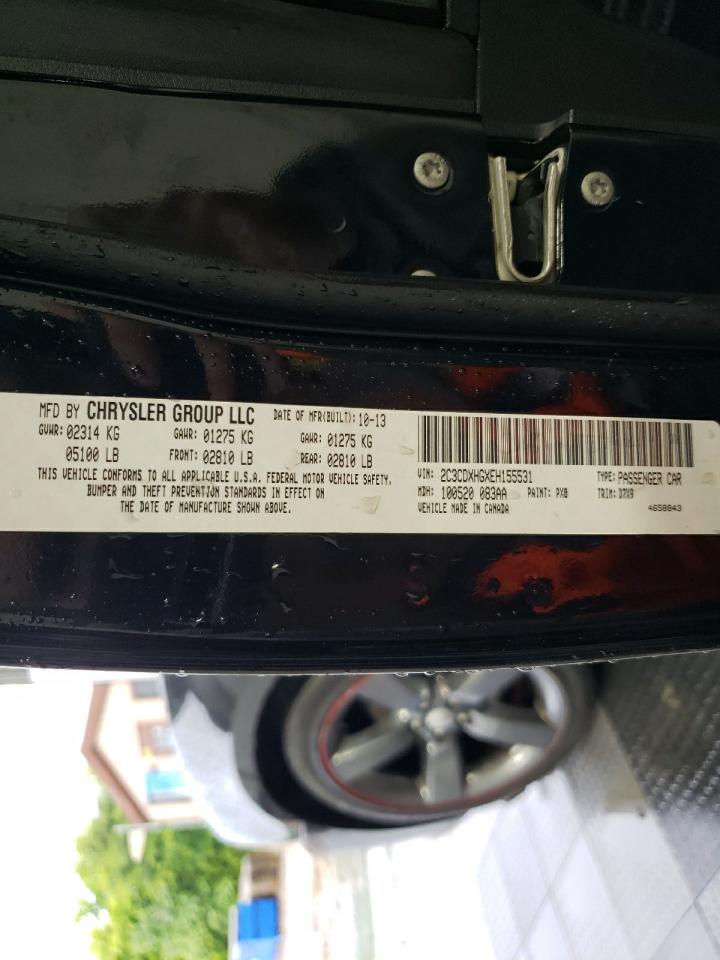 MFD BY CHRYSLER GROUP LLC DATE OF MFR(BUILT): 10-13
GVWR: 02314 KG GAWR: 01275 KG GAWR: 01275 KG
05100 LB FRONT: 02810 LB REAR: 02810 LB
THIS VEHICLE CONFORMS TO ALL APPLICABLE U.S.A. FEDERAL MOTOR VEHICLE SAFETY,
BUMPER AND THEFT PREVENTION STANDARDS IN EFFECT ON
THE DATE OF MANUFACTURE SHOWN ABOVE.
VIN: 2C3CDXHGXEH155531 TYPE: PASSENGER CAR
MDH: 100520 083AA PAINT: PX8 TRIM: D7X9
VEHICLE MADE IN CANADA 4658843